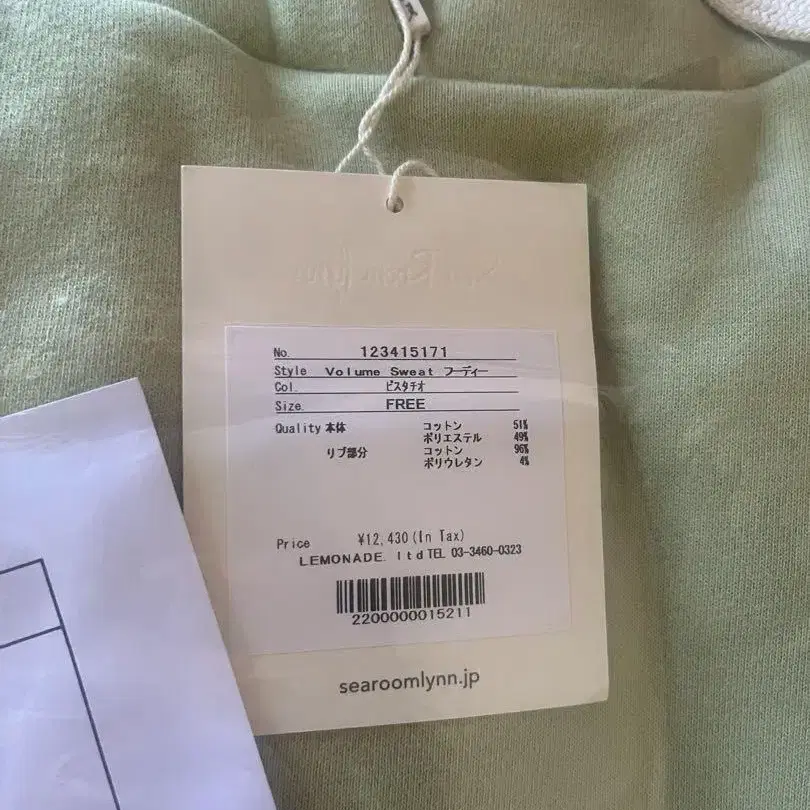 No. 123415171
Style Volume Sweat フーディー
Col. ピスタチオ
Size. FREE
Quality 本体 コットン 51%
ポリエステル 49%
リブ部分 コットン 96%
ポリウレタン 4%
Price ¥12,430(In Tax)
LEMONADE. ltd TEL 03-3460-0323
2200000015211
searoomlynn.jp